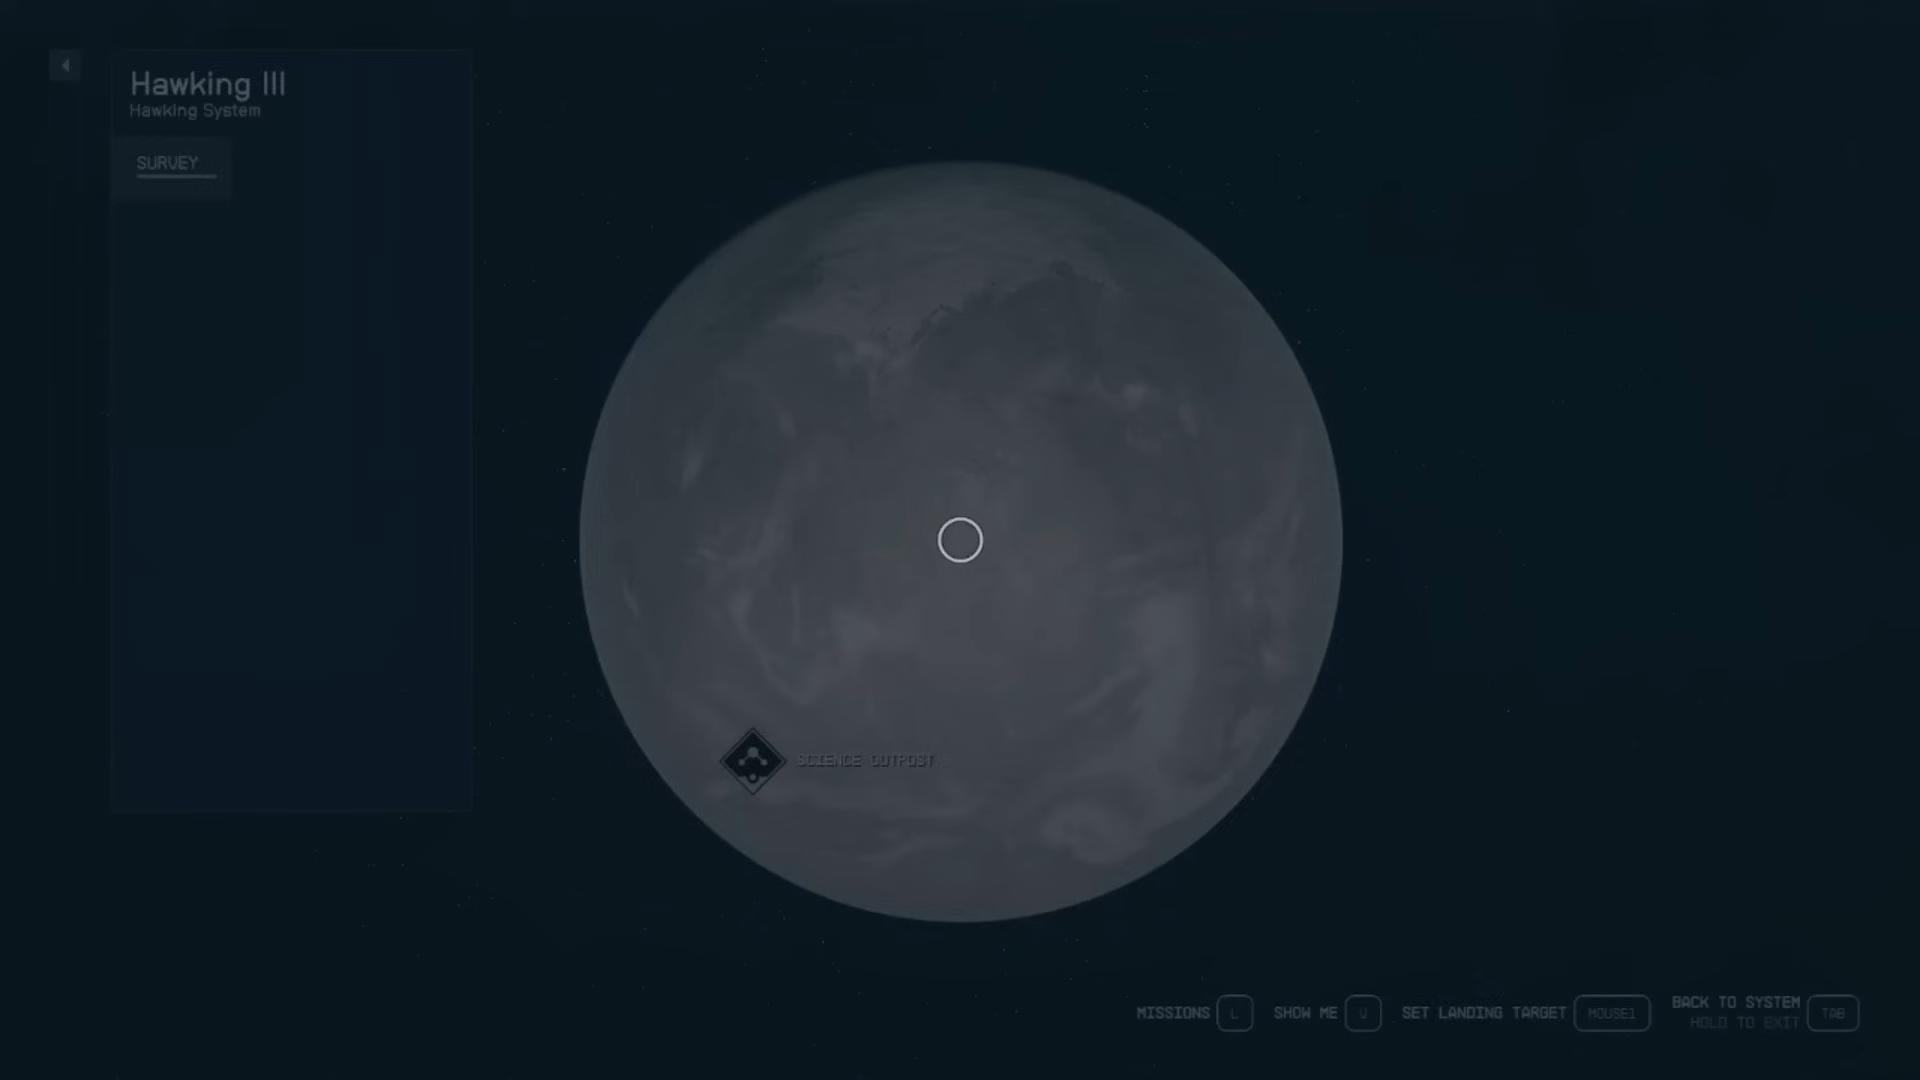 Hawking III
Hawking System
SURVEY
SCIENCE OUTPOST
MISSIONS L
SHOW ME V
SET LANDING TARGET MOUSE1
BACK TO SYSTEM
HOLD TO EXIT
TAB